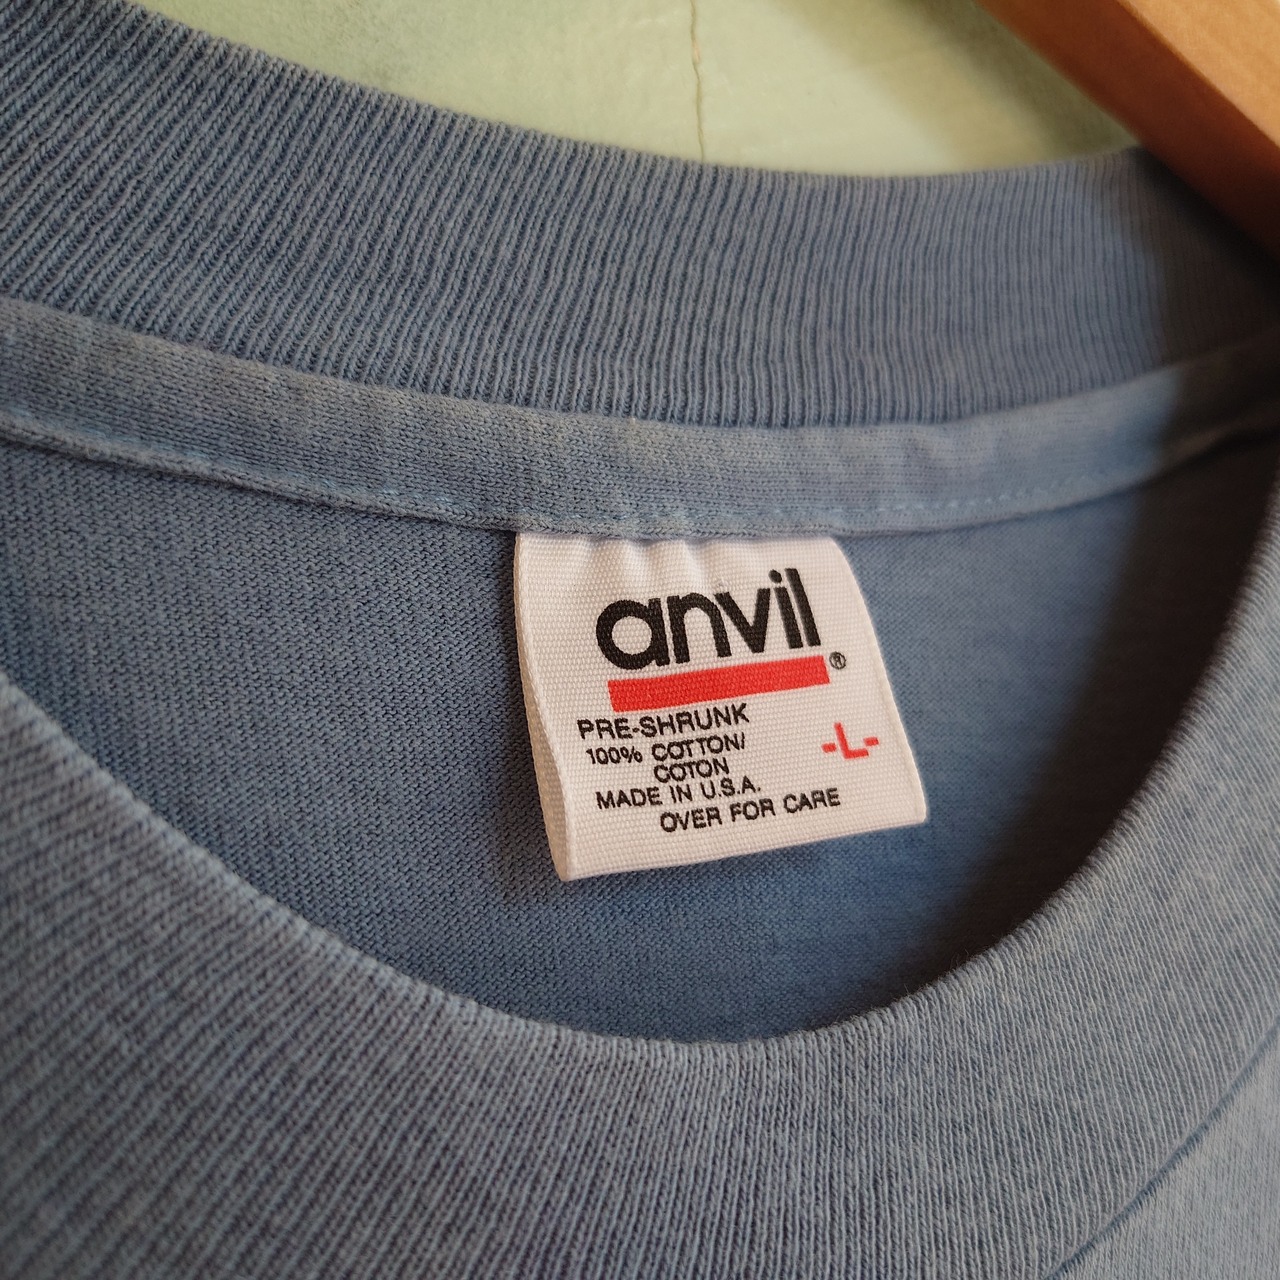 anvil®
PRE-SHRUNK
100% COTTON/
COTON
-L-
MADE IN U.S.A.
OVER FOR CARE